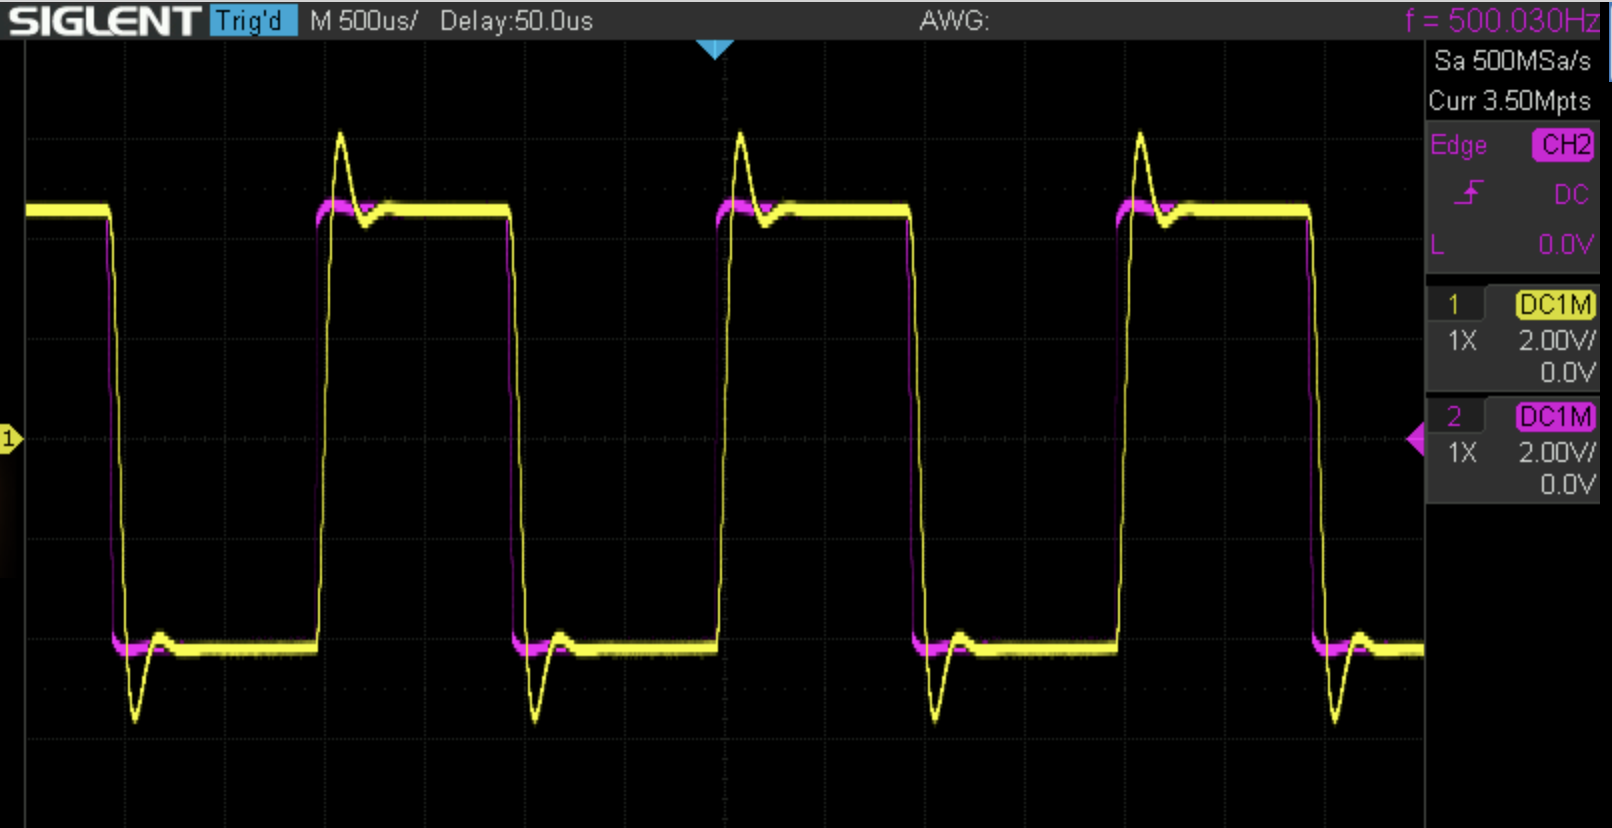 SIGLENT Trig'd M 500us/ Delay:50.0us AWG: f = 500.030Hz
Sa 500MSa/s
Curr 3.50Mpts
Edge CH2
DC
L 0.0V
1 DC1M
1X 2.00V/
0.0V
2 DC1M
1X 2.00V/
0.0V
1